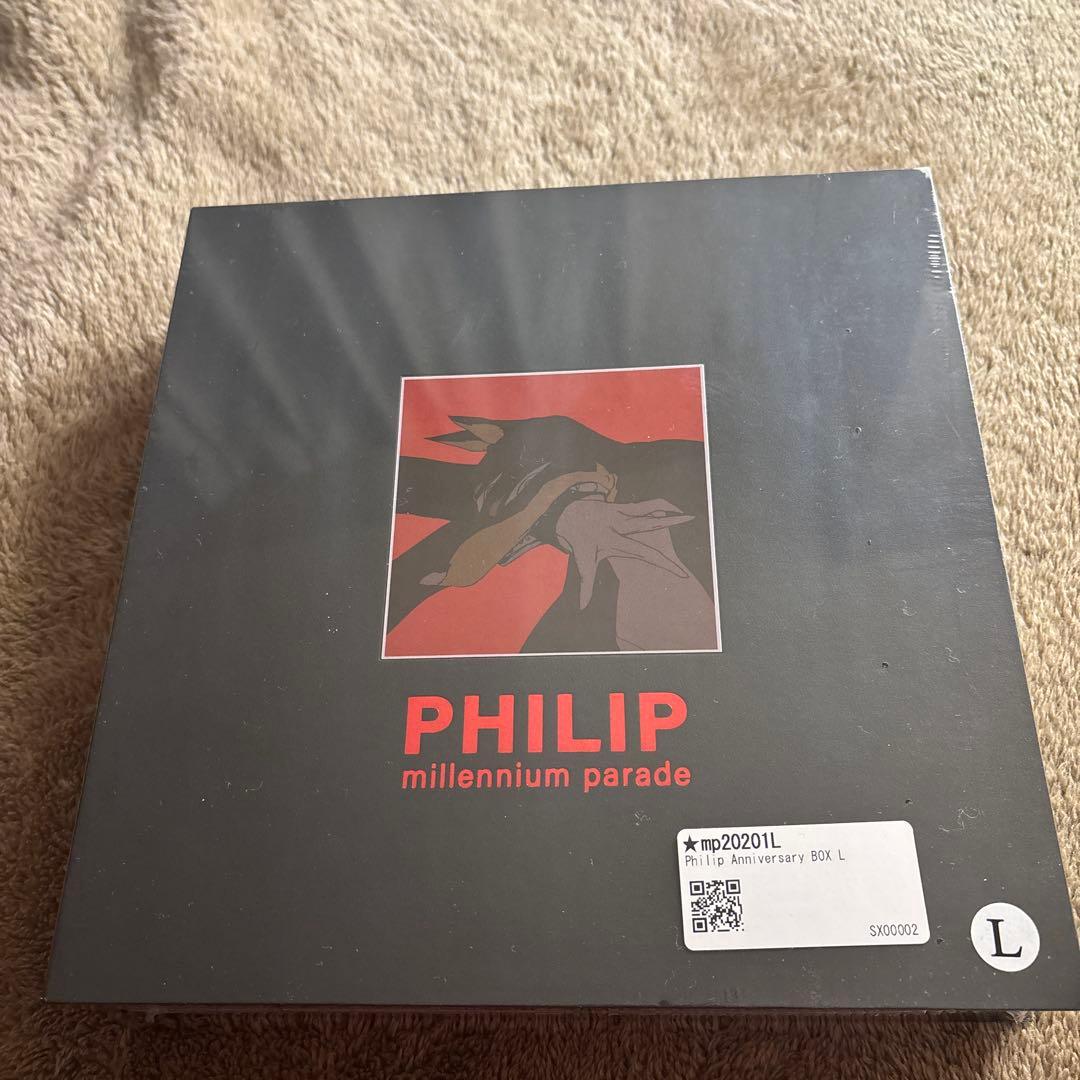 PHILIP
millennium parade
★mp20201L
Philip Anniversary BOX L
SX00002
L